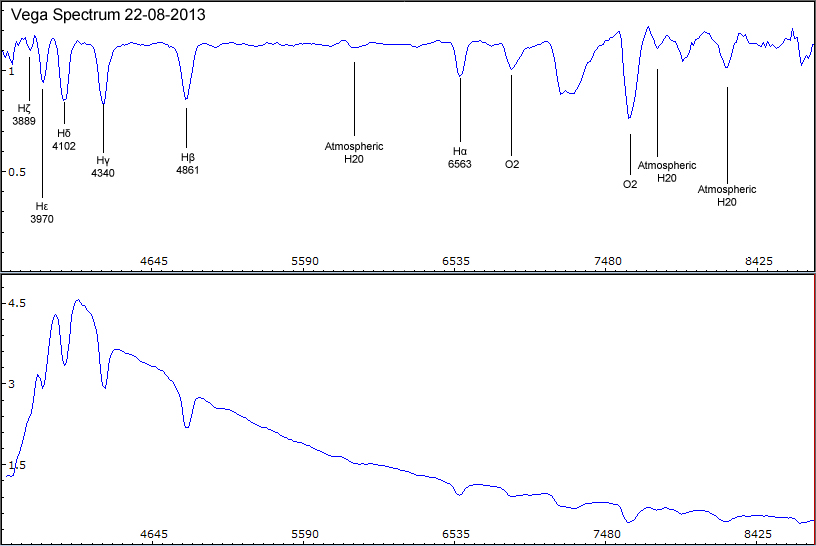 Vega Spectrum 22-08-2013
1
Hζ
3889
Hδ
4102
Hγ
4340
Hβ
4861
Atmospheric
H20
Hα
6563
O2
Atmospheric
H20
O2
Atmospheric
H20
0.5
Hε
3970
4645
5590
6535
7480
8425
4.5
3
1.5
4645
5590
6535
7480
8425